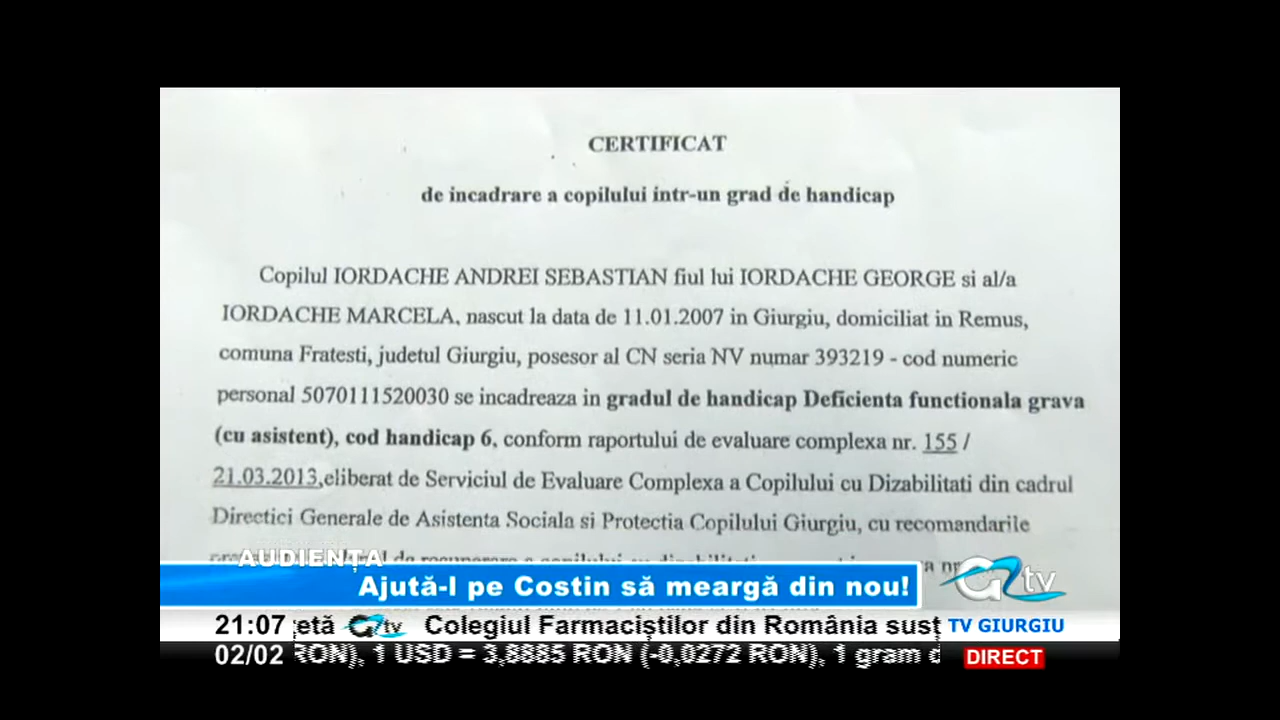 CERTIFICAT
de incadrare a copilului intr-un grad de handicap
Copilul IORDACHE ANDREI SEBASTIAN fiul lui IORDACHE GEORGE si al/a
IORDACHE MARCELA, nascut la data de 11.01.2007 in Giurgiu, domiciliat in Remus,
comuna Fratesti, judetul Giurgiu, posesor al CN seria NV numar 393219 - cod numeric
personal 5070111520030 se incadreaza in gradul de handicap Deficienta functionala grava
(cu asistent), cod handicap 6, conform raportului de evaluare complexa nr. 155 /
21.03.2013,eliberat de Serviciul de Evaluare Complexa a Copilului cu Dizabilitati din cadrul
Directiei Generale de Asistenta Sociala si Protectia Copilului Giurgiu, cu recomandarile
AUDIENȚA
Ajută-l pe Costin să meargă din nou!
G tv
21:07 etă G tv Colegiul Farmaciștilor din România sus TV GIURGIU
02/02 RON), 1 USD = 3,8885 RON (-0,0272 RON), 1 gram DIRECT